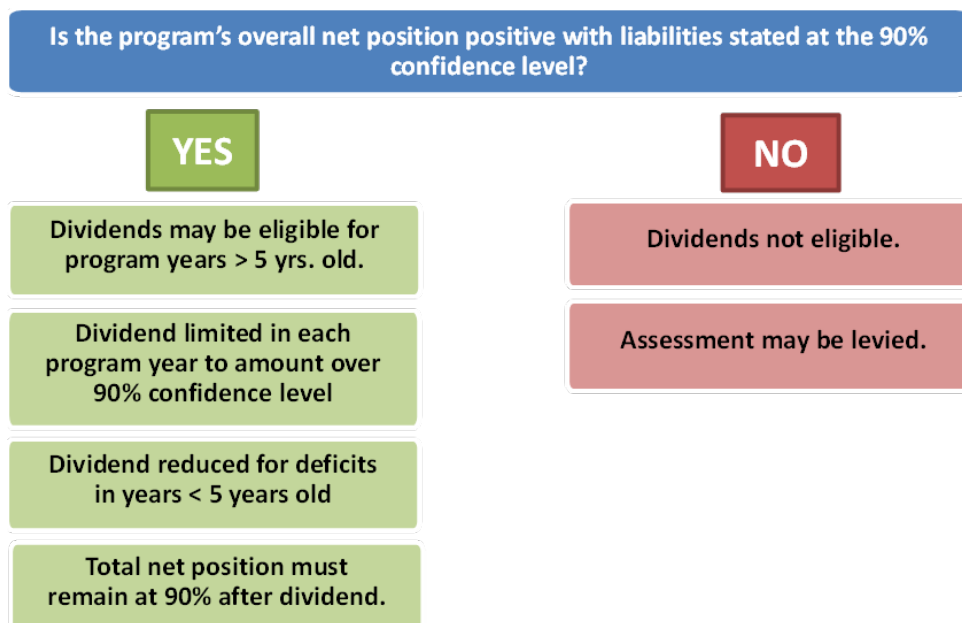 Is the program’s overall net position positive with liabilities stated at the 90%
confidence level?
YES
Dividends may be eligible for
program years > 5 yrs. old.
Dividend limited in each
program year to amount over
90% confidence level
Dividend reduced for deficits
in years < 5 years old
Total net position must
remain at 90% after dividend.
NO
Dividends not eligible.
Assessment may be levied.